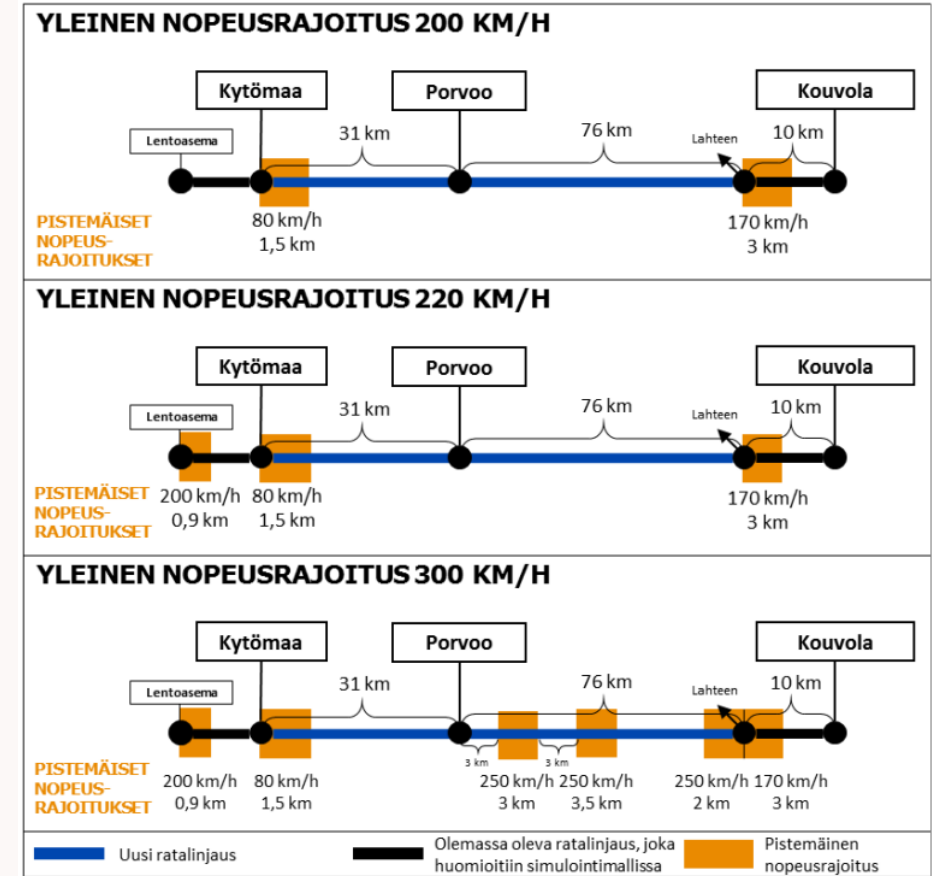 YLEINEN NOPEUSRAJOITUS 200 KM/H
Kytömaa
Porvoo
Kouvola
Lentoasema
31 km
76 km
Lahteen
10 km
PISTEMÄISET
NOPEUS-
RAJOITUKSET
80 km/h
1,5 km
170 km/h
3 km
YLEINEN NOPEUSRAJOITUS 220 KM/H
Kytömaa
Porvoo
Kouvola
Lentoasema
31 km
76 km
Lahteen
10 km
PISTEMÄISET
NOPEUS-
RAJOITUKSET
200 km/h
0,9 km
80 km/h
1,5 km
170 km/h
3 km
YLEINEN NOPEUSRAJOITUS 300 KM/H
Kytömaa
Porvoo
Kouvola
Lentoasema
31 km
76 km
Lahteen
10 km
3 km
3 km
PISTEMÄISET
NOPEUS-
RAJOITUKSET
200 km/h
0,9 km
80 km/h
1,5 km
250 km/h
3 km
250 km/h
3,5 km
250 km/h
2 km
170 km/h
3 km
Uusi ratalinjaus
Olemassa oleva ratalinjaus, joka
huomioitiin simulointimallissa
Pistemäinen
nopeusrajoitus